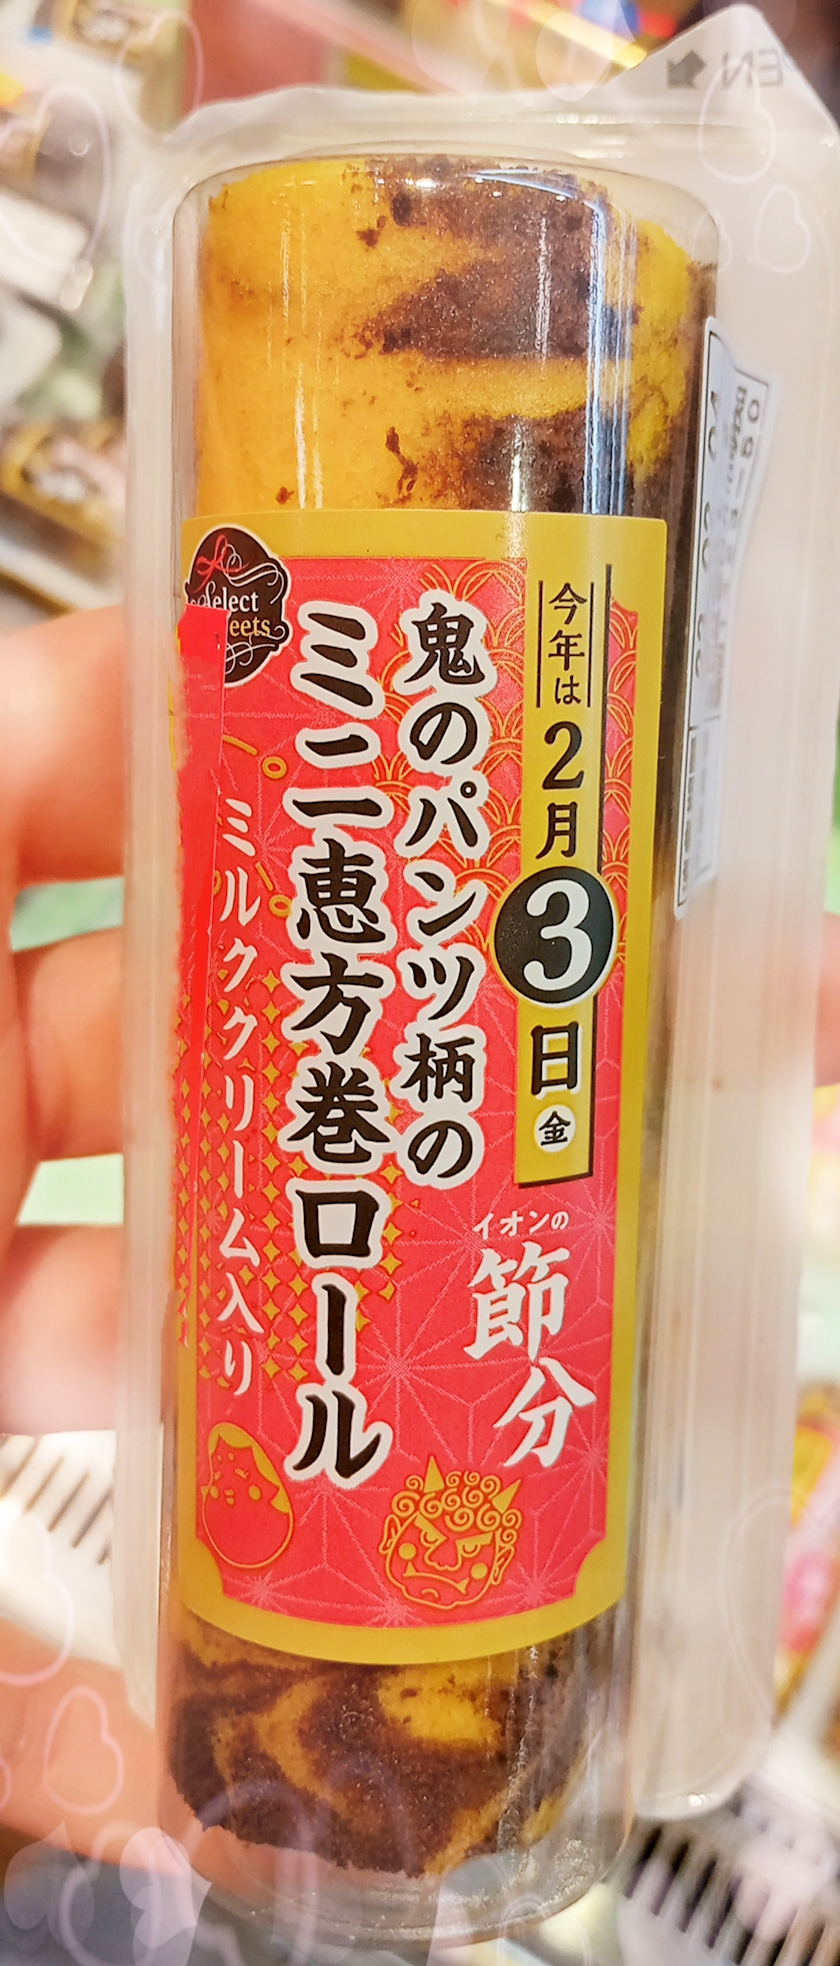 今年は2月3日㊎
イオンの
節分
鬼のパンツ柄の
ミニ恵方巻ロール
ミルククリーム入り
Select
eets